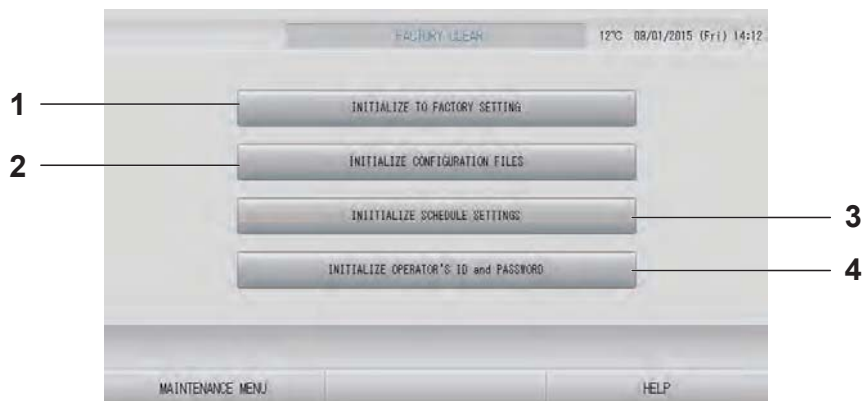 FACTORY CLEAR
12℃ 09/01/2015 (Fri) 14:12
1
INITIALIZE TO FACTORY SETTING
2
INITIALIZE CONFIGURATION FILES
INIITIALIZE SCHEDULE SETTINGS
3
INITIALIZE OPERATOR'S ID and PASSWORD
4
MAINTENANCE MENU
HELP